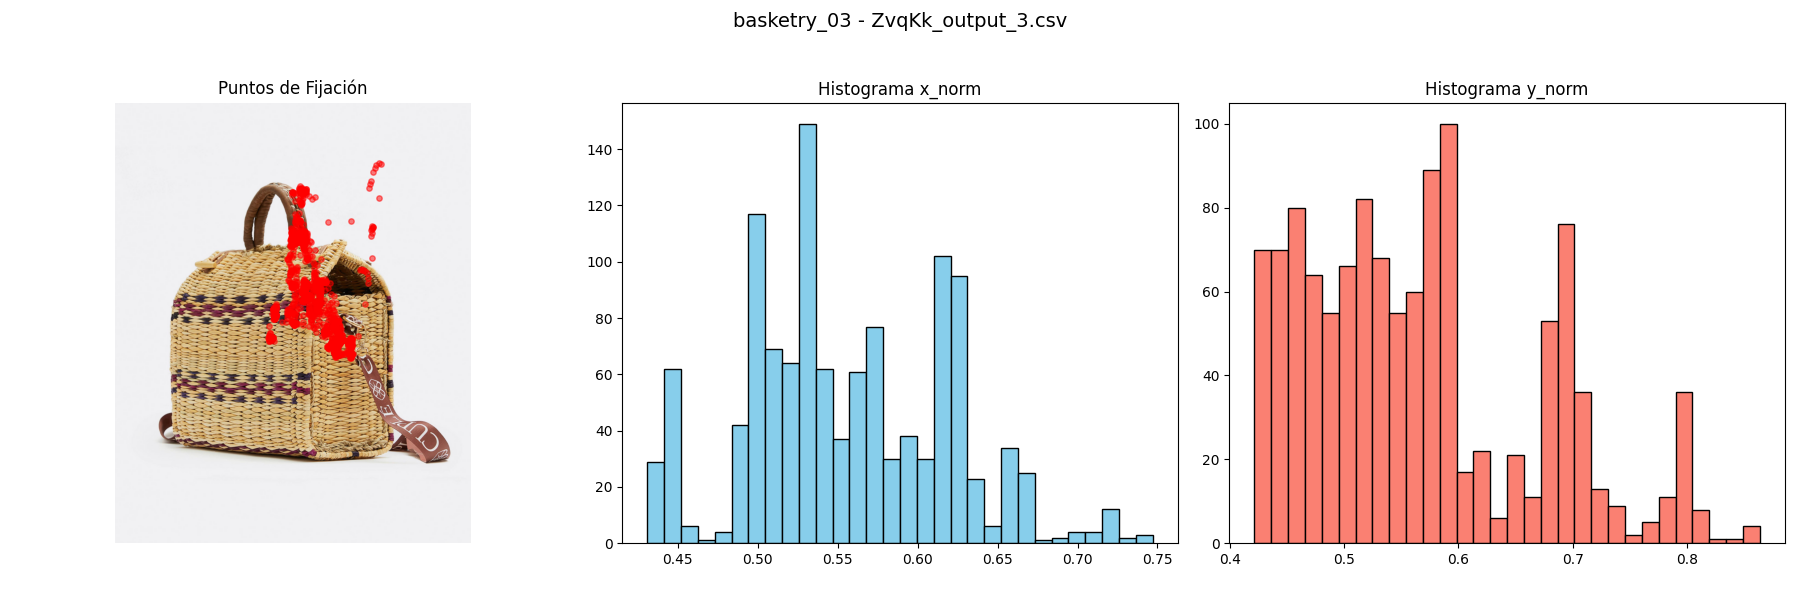 basketry_03 - ZvqKk_output_3.csv
Puntos de Fijación
Histograma x_norm
Histograma y_norm
140
120
100
80
60
40
20
0
0.45 0.50 0.55 0.60 0.65 0.70 0.75
100
80
60
40
20
0
0.4 0.5 0.6 0.7 0.8